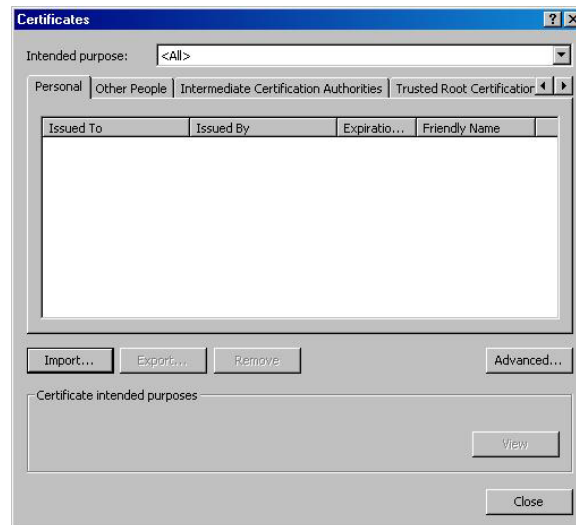 Certificates
Intended purpose: <All>
Personal Other People Intermediate Certification Authorities Trusted Root Certification
Issued To Issued By Expiratio... Friendly Name
Import... Export... Remove Advanced...
Certificate intended purposes
View
Close